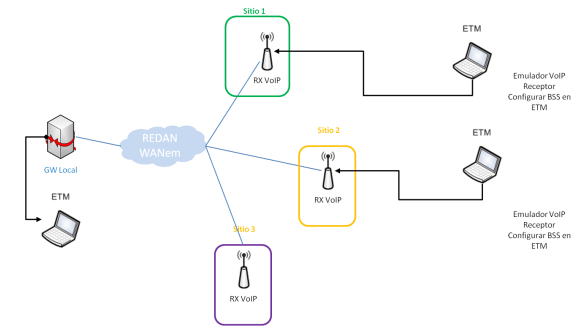 Sitio 1
ETM
RX VoIP
Emulador VoIP
Receptor
Configurar BSS en
ETM
REDAN
WANem
Sitio 2
ETM
GW Local
RX VoIP
ETM
Emulador VoIP
Receptor
Configurar BSS en
ETM
Sitio 3
RX VoIP